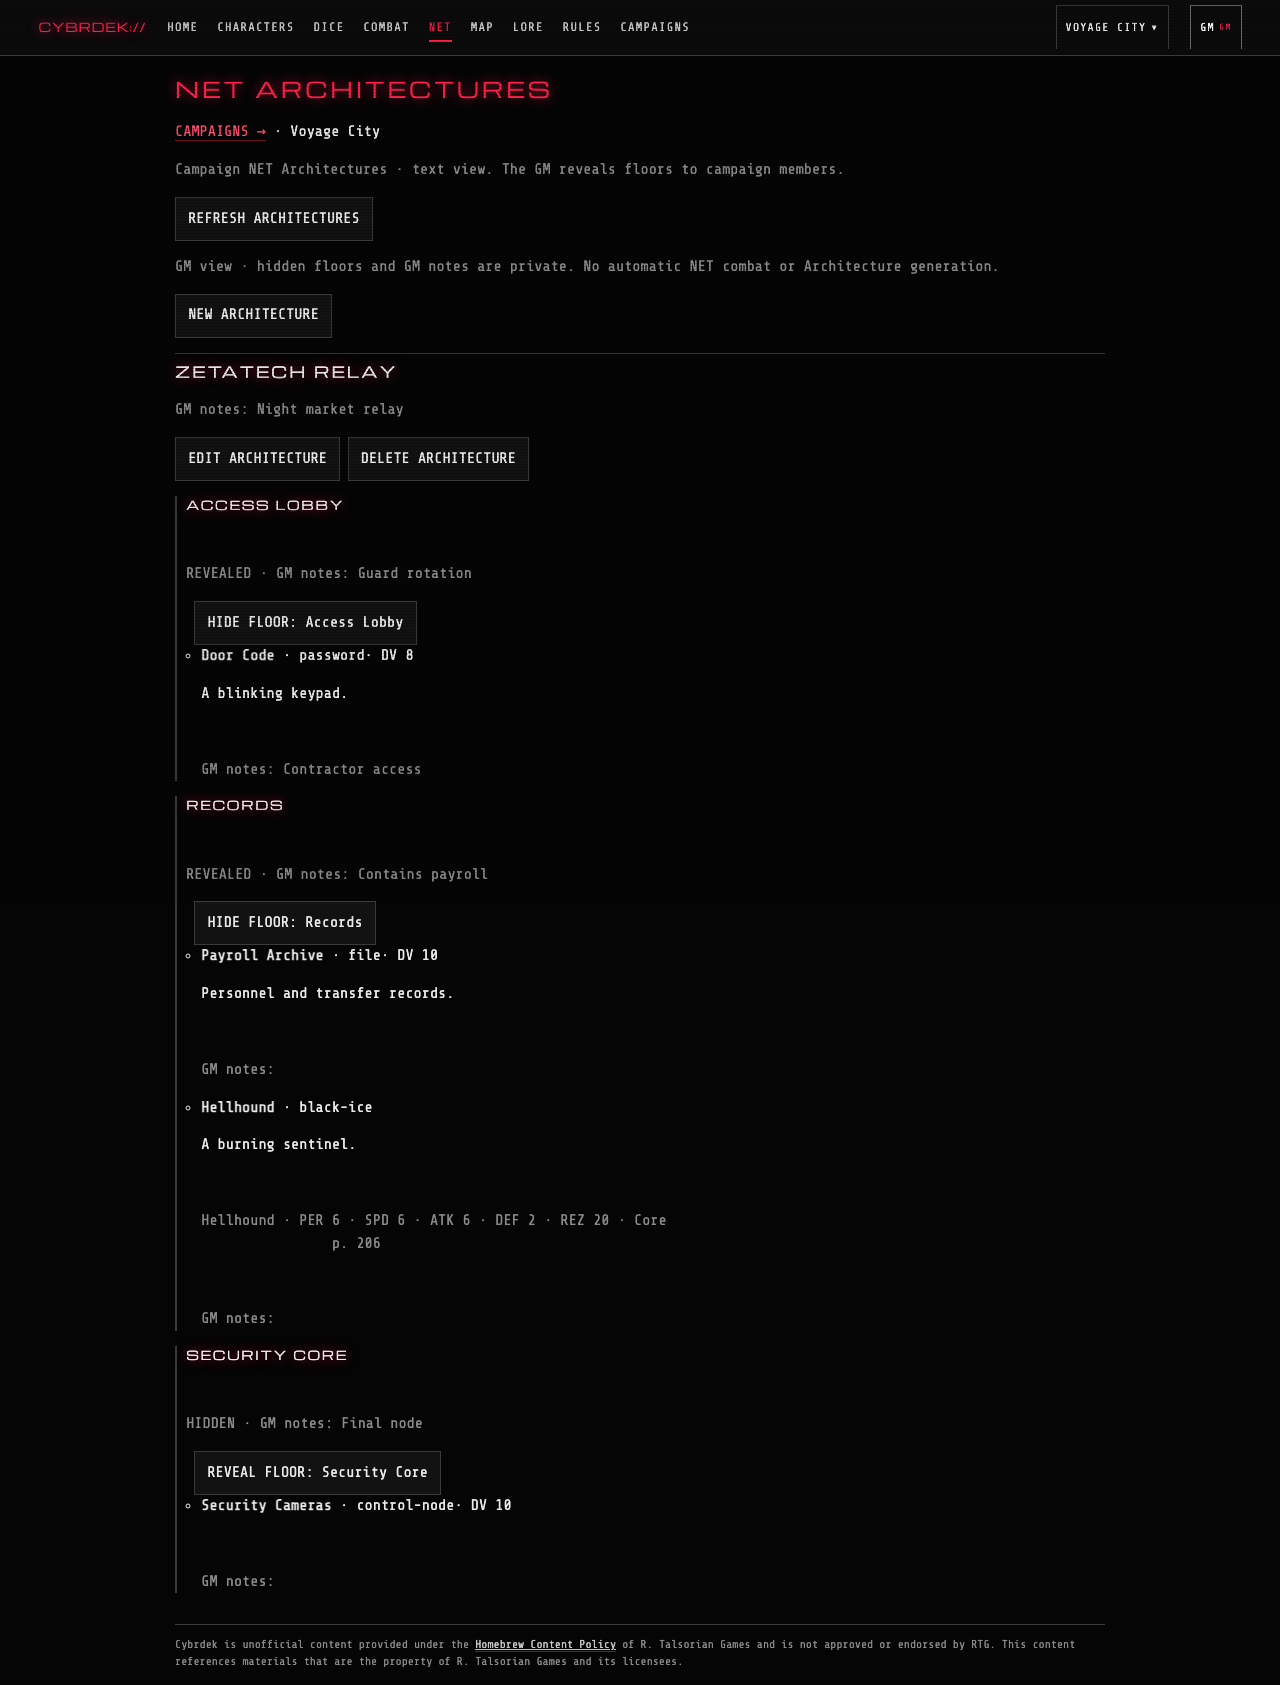 CYBRDEK:// HOME CHARACTERS DICE COMBAT NET MAP LORE RULES CAMPAIGNS VOYAGE CITY ▾ GM GM
NET ARCHITECTURES
CAMPAIGNS → · Voyage City
Campaign NET Architectures · text view. The GM reveals floors to campaign members.
REFRESH ARCHITECTURES
GM view · hidden floors and GM notes are private. No automatic NET combat or Architecture generation.
NEW ARCHITECTURE
ZETATECH RELAY
GM notes: Night market relay
EDIT ARCHITECTURE DELETE ARCHITECTURE
ACCESS LOBBY
REVEALED · GM notes: Guard rotation
HIDE FLOOR: Access Lobby
Door Code · password· DV 8
A blinking keypad.
GM notes: Contractor access
RECORDS
REVEALED · GM notes: Contains payroll
HIDE FLOOR: Records
Payroll Archive · file· DV 10
Personnel and transfer records.
GM notes:
Hellhound · black-ice
A burning sentinel.
Hellhound · PER 6 · SPD 6 · ATK 6 · DEF 2 · REZ 20 · Core
p. 206
GM notes:
SECURITY CORE
HIDDEN · GM notes: Final node
REVEAL FLOOR: Security Core
Security Cameras · control-node· DV 10
GM notes:
Cybrdek is unofficial content provided under the Homebrew Content Policy of R. Talsorian Games and is not approved or endorsed by RTG. This content
references materials that are the property of R. Talsorian Games and its licensees.